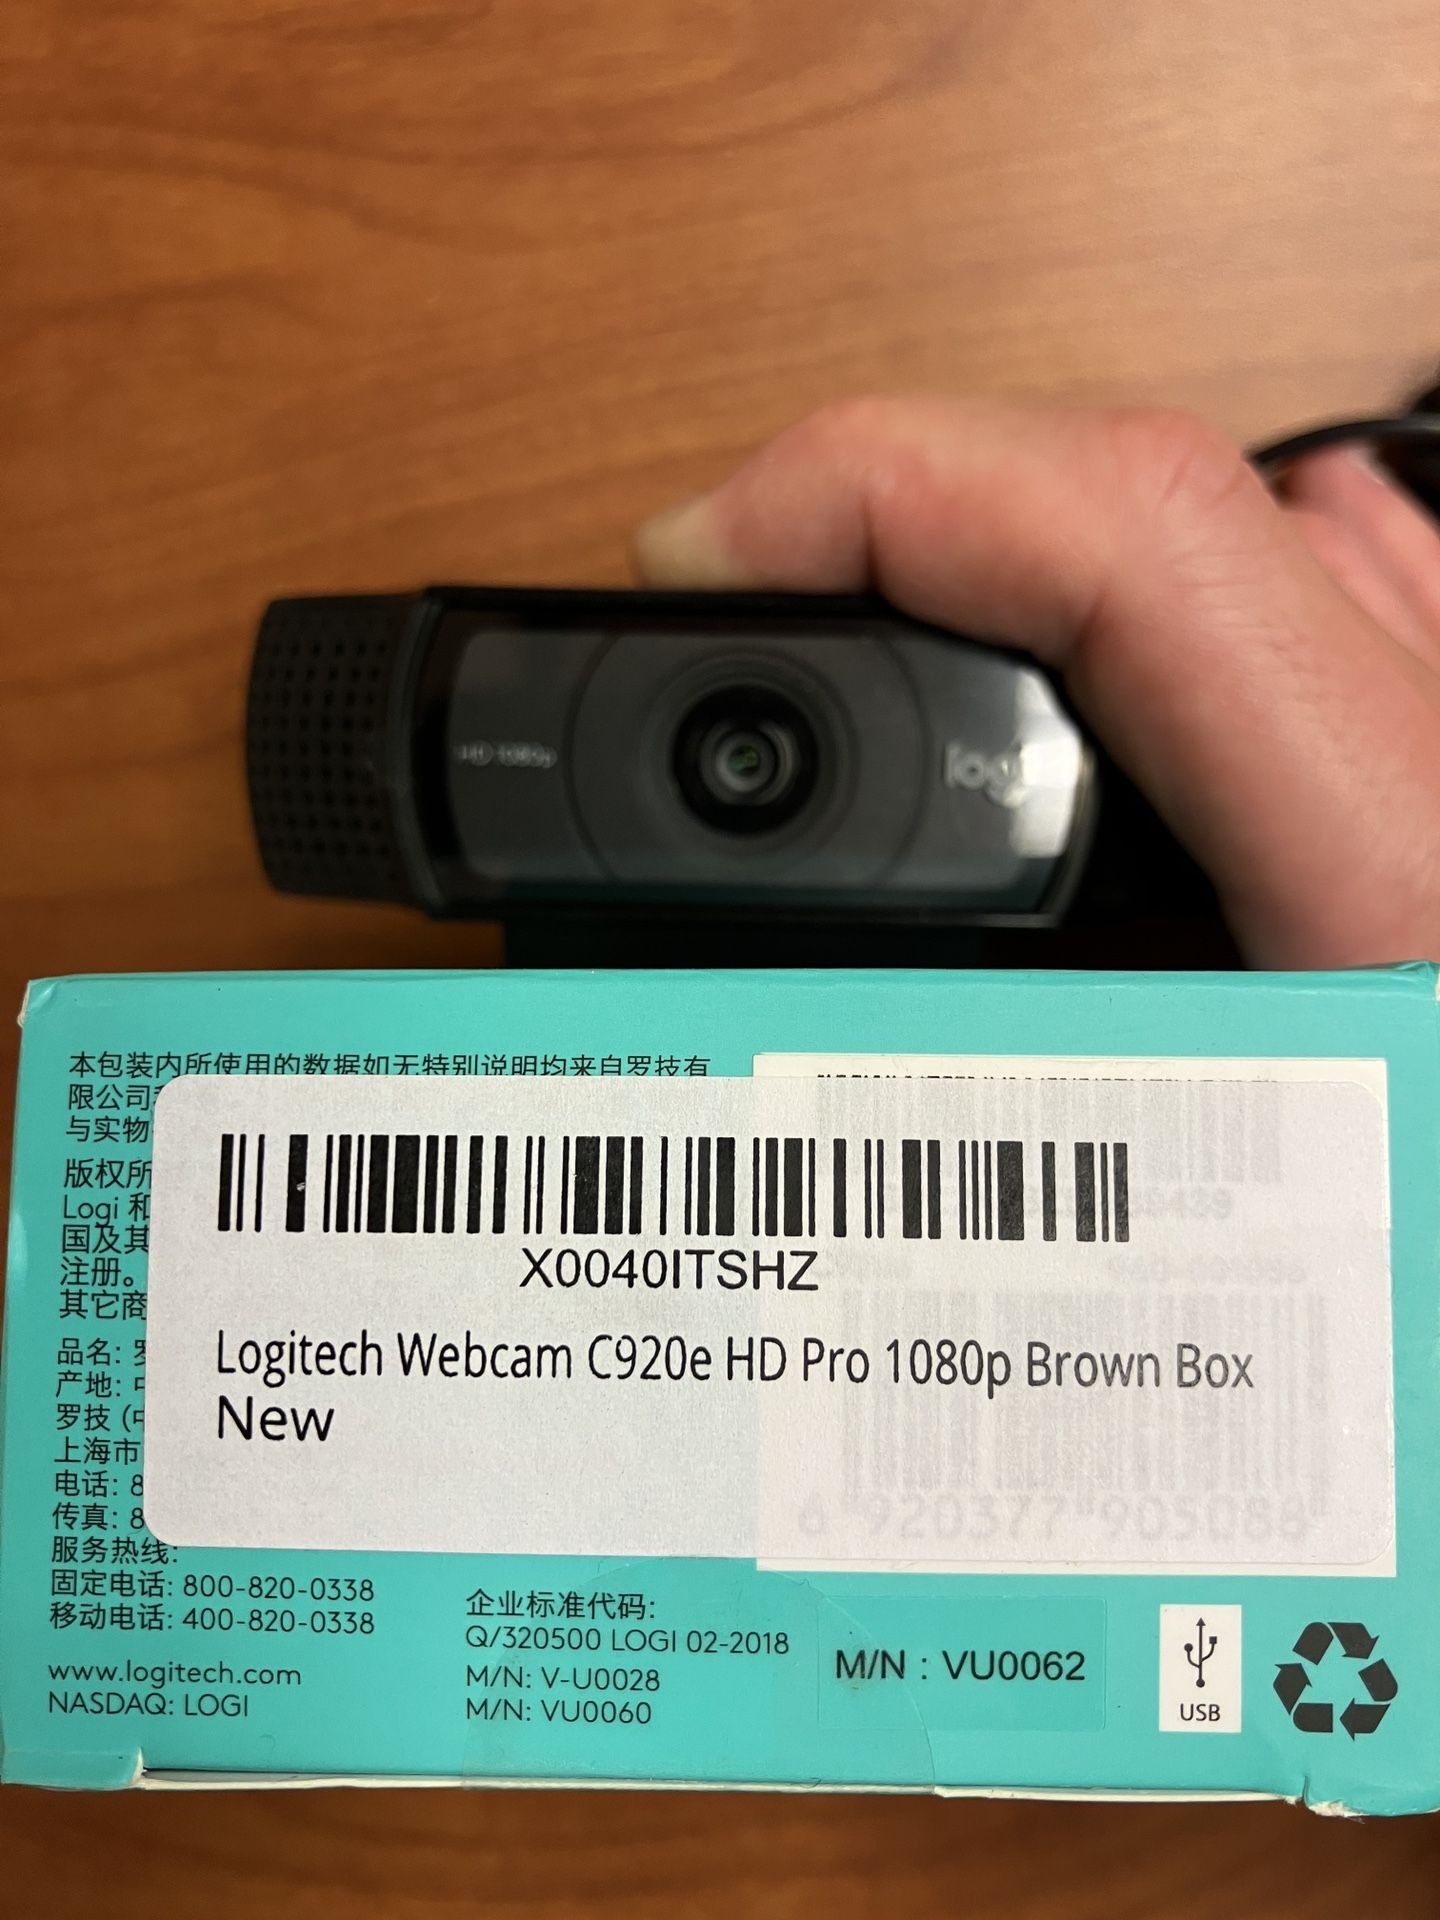 HD 1080p
logi
本包装内所使用的数据如无特别说明均来自罗技有
限公司
与实物
版权所
Logi 和
国及其
注册。
其它商
品名:
产地:
罗技 (中
上海市
电话: 8
传真: 8
服务热线:
固定电话: 800-820-0338
移动电话: 400-820-0338
www.logitech.com
NASDAQ: LOGI
X0040ITSHZ
Logitech Webcam C920e HD Pro 1080p Brown Box
New
920377 905088
企业标准代码:
Q/320500 LOGI 02-2018
M/N: V-U0028
M/N: VU0060
M/N : VU0062
USB